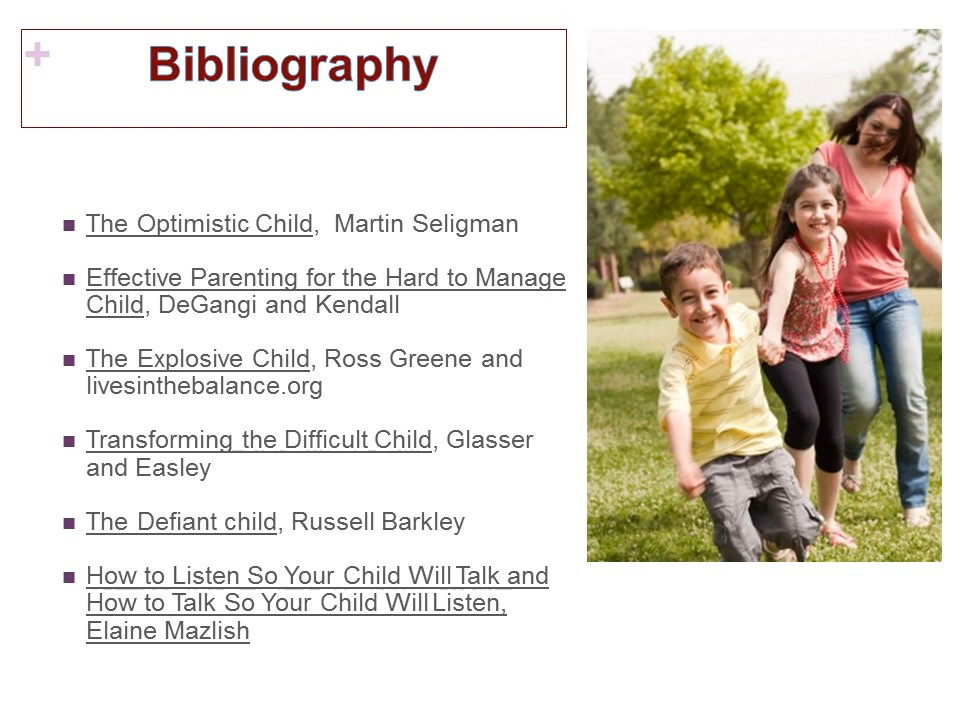 +
Bibliography
The Optimistic Child,  Martin Seligman
Effective Parenting for the Hard to Manage
Child, DeGangi and Kendall
The Explosive Child, Ross Greene and
livesinthebalance.org
Transforming the Difficult Child, Glasser
and Easley
The Defiant child, Russell Barkley
How to Listen So Your Child Will Talk and
How to Talk So Your Child Will Listen,
Elaine Mazlish